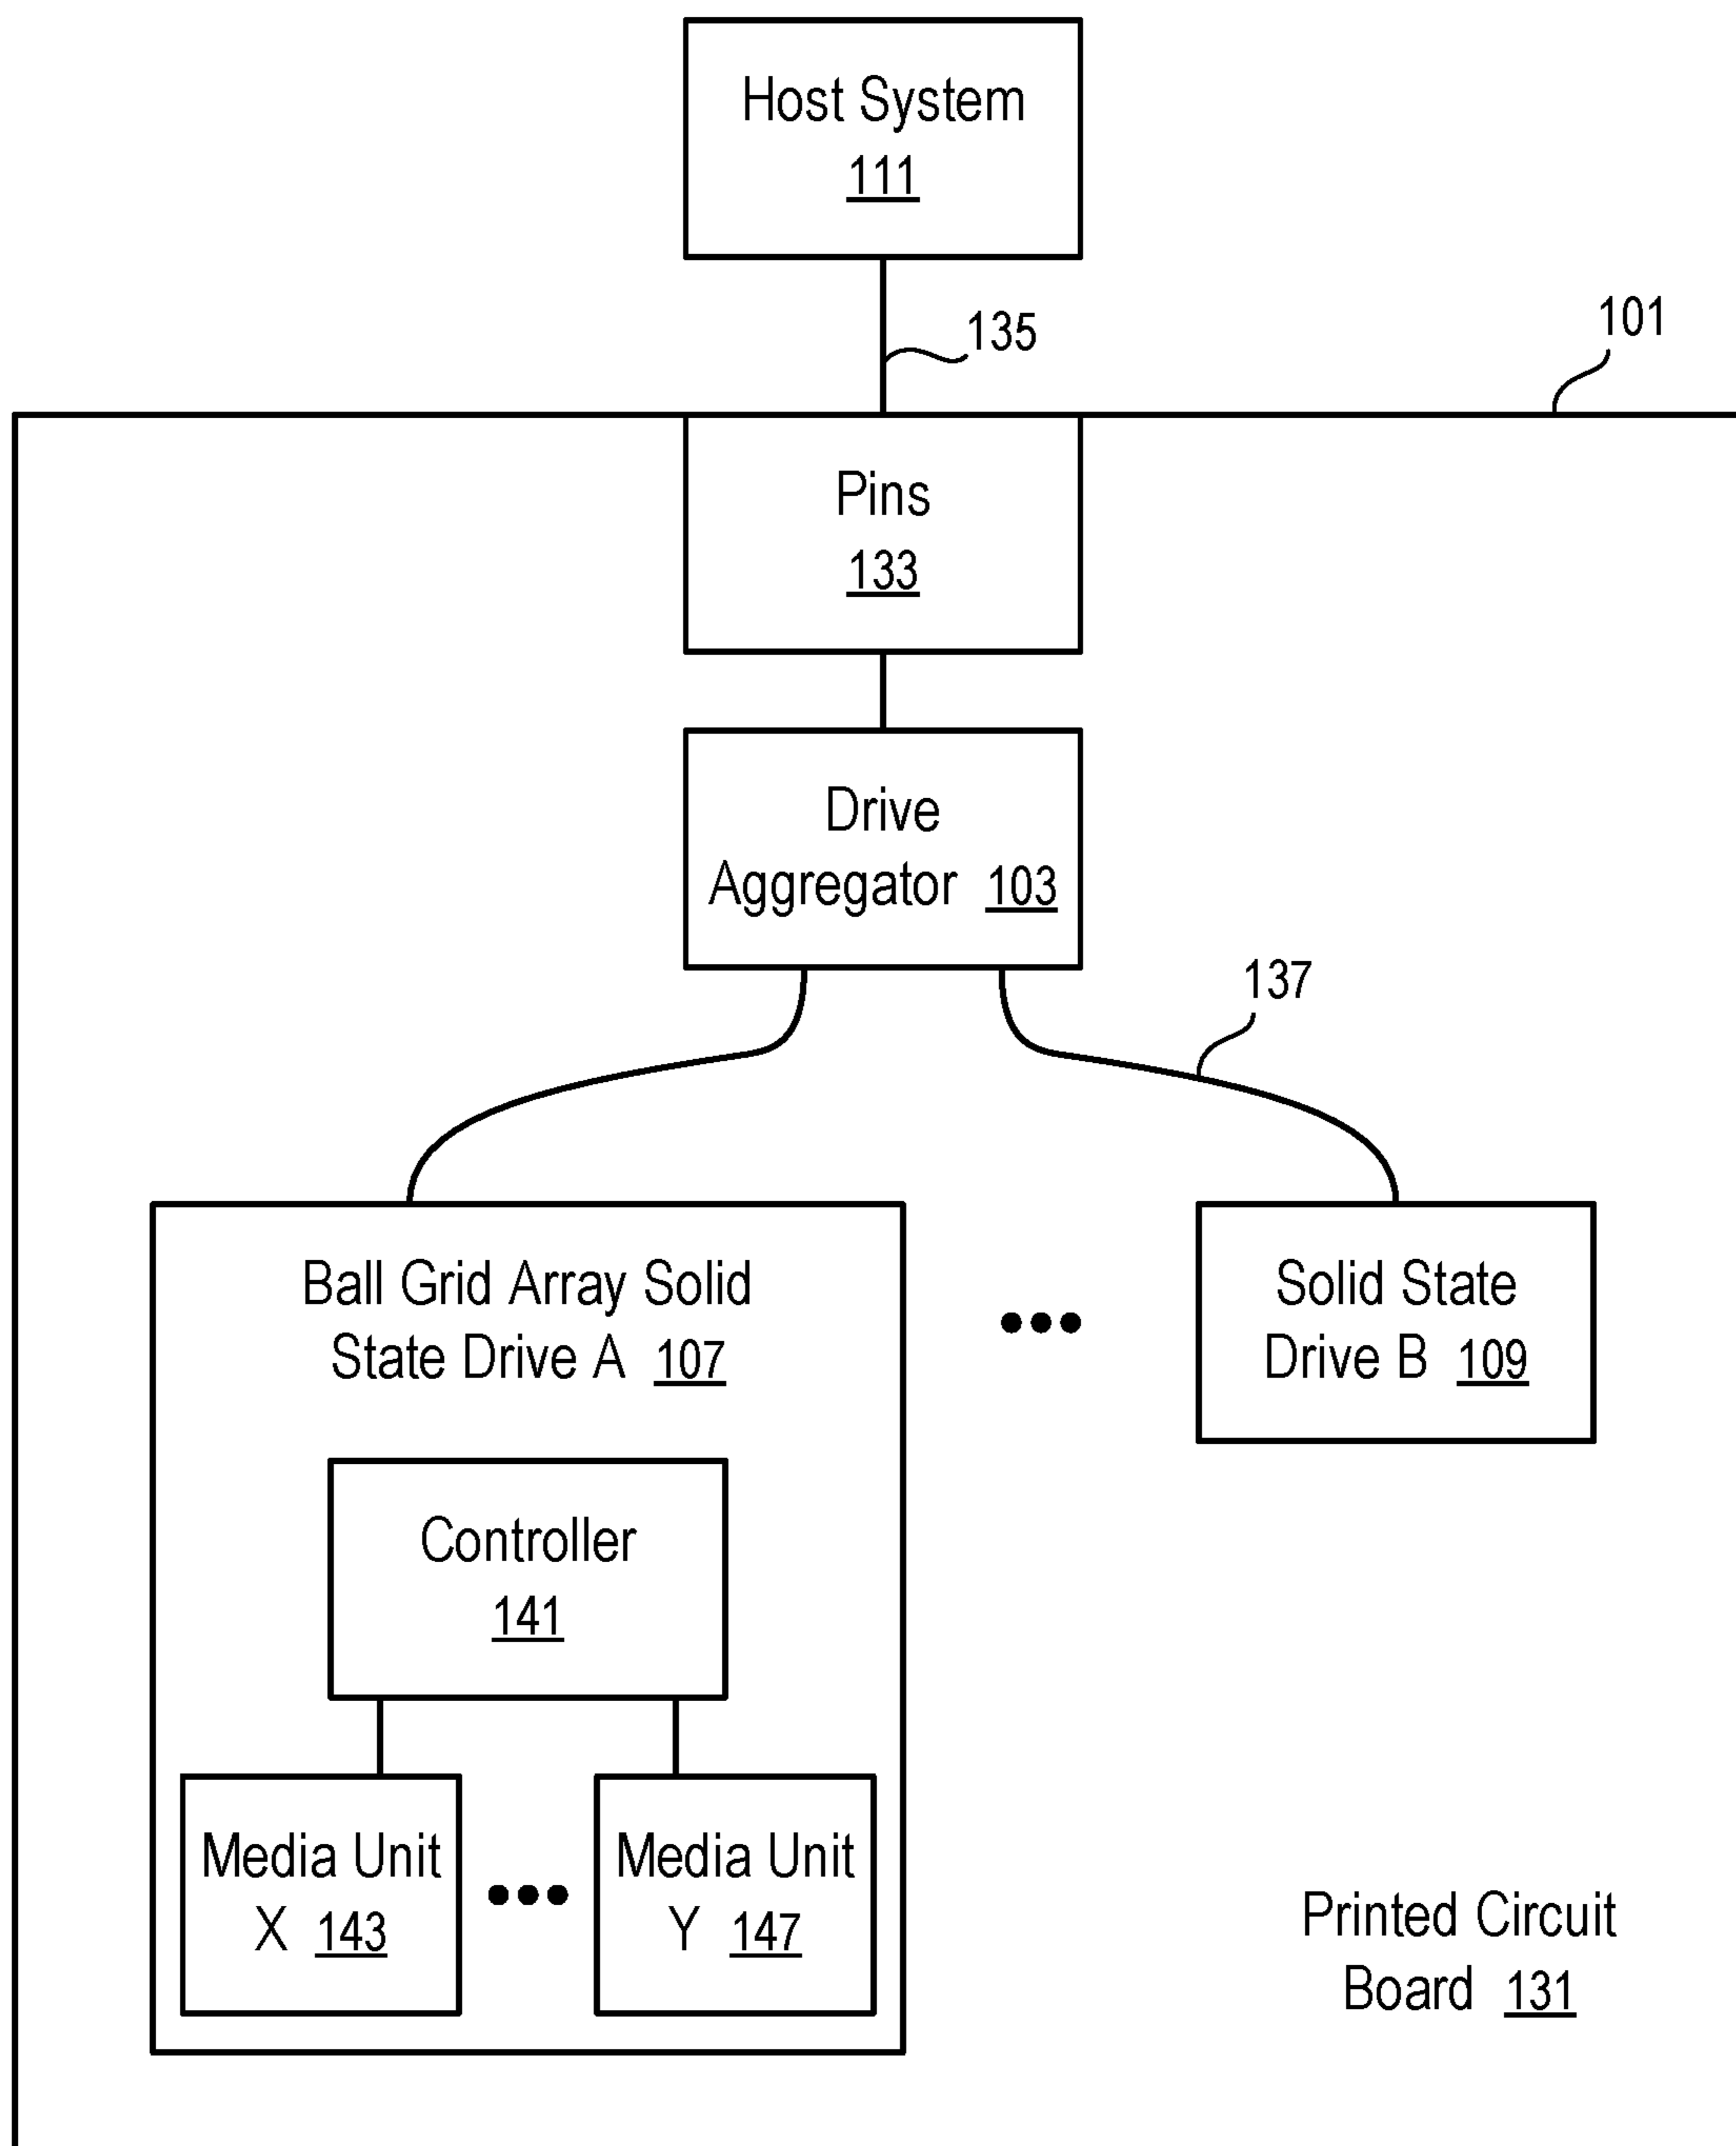 Host System
111
135
101
Pins
133
Drive
Aggregator 103
137
Ball Grid Array Solid
State Drive A 107
Solid State
Drive B 109
Controller
141
Media Unit
X 143
Media Unit
Y 147
Printed Circuit
Board 131